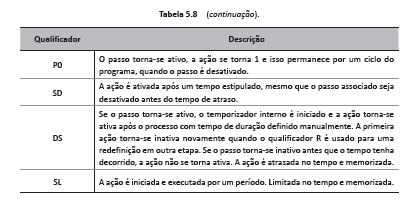 Tabela 5.8 (continuação).
Qualificador Descrição
P0
O passo torna-se ativo, a ação se torna 1 e isso permanece por um ciclo do
programa, quando o passo é desativado.
SD
A ação é ativada após um tempo estipulado, mesmo que o passo associado seja
desativado antes do tempo de atraso.
DS
Se o passo torna-se ativo, o temporizador interno é iniciado e a ação torna-se
ativa após o processo com tempo de duração definido manualmente. A primeira
ação torna-se inativa novamente quando o qualificador R é usado para uma
redefinição em outra etapa. Se o passo torna-se inativo antes que o tempo tenha
decorrido, a ação não se torna ativa. A ação é atrasada no tempo e memorizada.
SL
A ação é iniciada e executada por um período. Limitada no tempo e memorizada.